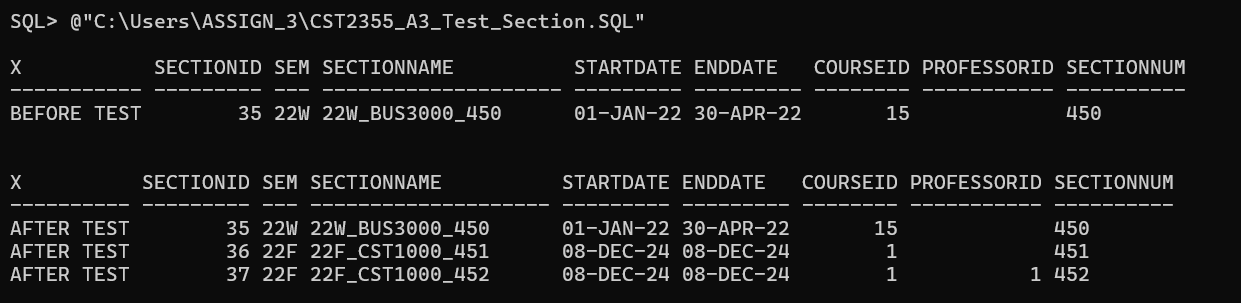 SQL> @"C:\Users\ASSIGN_3\CST2355_A3_Test_Section.SQL"
X           SECTIONID SEM SECTIONNAME          STARTDATE ENDDATE   COURSEID PROFESSORID SECTIONNUM
----------- --------- --- -------------------- --------- --------- -------- ----------- ----------
BEFORE TEST        35 22W 22W_BUS3000_450      01-JAN-22 30-APR-22       15             450
X          SECTIONID SEM SECTIONNAME          STARTDATE ENDDATE   COURSEID PROFESSORID SECTIONNUM
---------- --------- --- -------------------- --------- --------- -------- ----------- ----------
AFTER TEST        35 22W 22W_BUS3000_450      01-JAN-22 30-APR-22       15             450
AFTER TEST        36 22F 22F_CST1000_451      08-DEC-24 08-DEC-24        1             451
AFTER TEST        37 22F 22F_CST1000_452      08-DEC-24 08-DEC-24        1           1 452